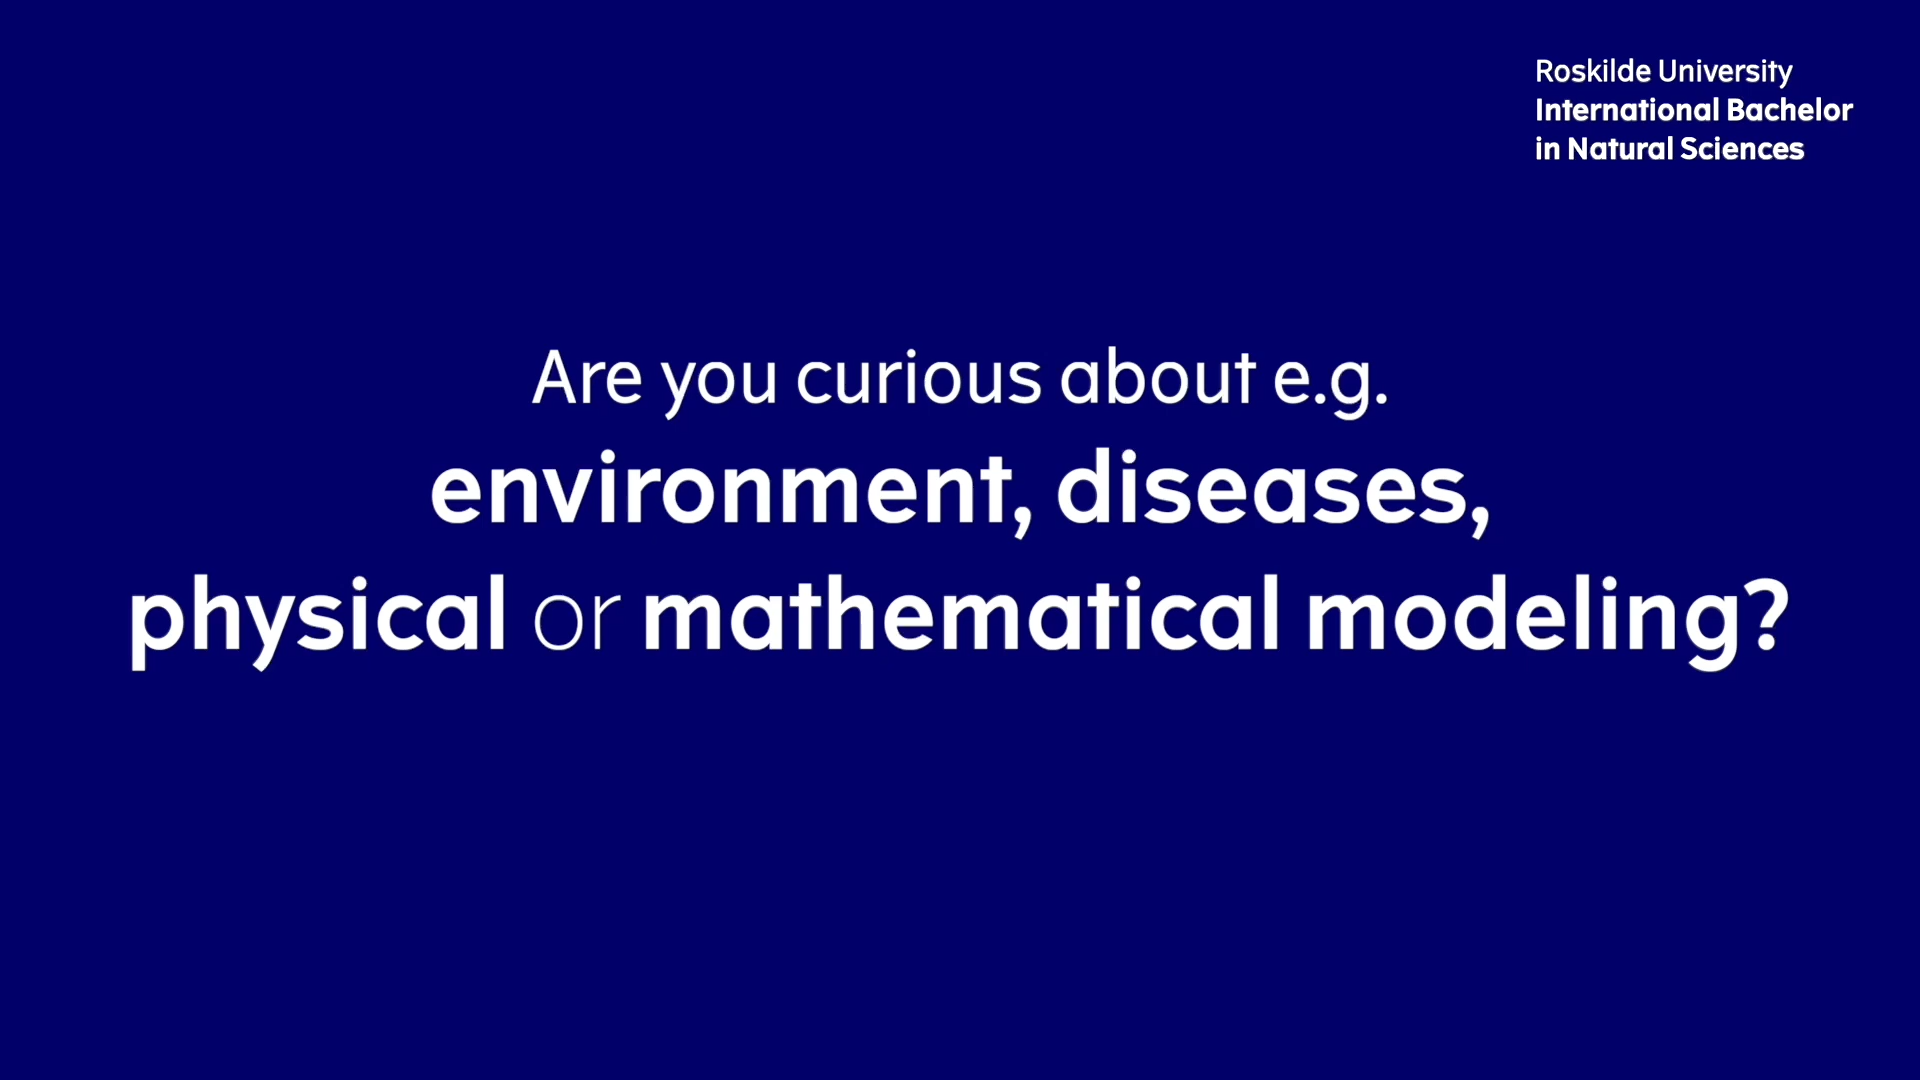 Roskilde University
International Bachelor
in Natural Sciences
Are you curious about e.g.
environment, diseases,
physical or mathematical modeling?